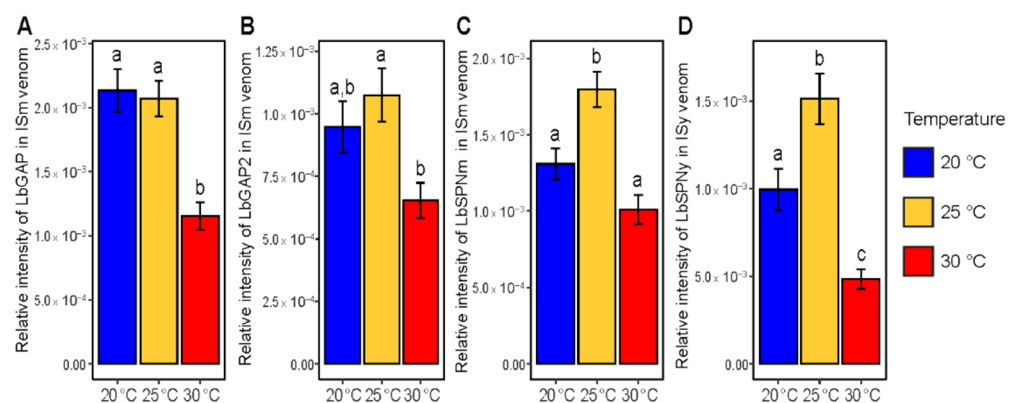 A
Relative intensity of LbGAP in ISm venom
2.5 x 10⁻³
2.0 x 10⁻³
1.5 x 10⁻³
1.0 x 10⁻³
5.0 x 10⁻⁴
0.00
a
a
b
20°C 25°C 30°C
B
Relative intensity of LbGAP2 in ISm venom
1.25 x 10⁻³
1.0 x 10⁻³
7.5 x 10⁻⁴
5.0 x 10⁻⁴
2.5 x 10⁻⁴
0.00
a,b
a
b
20°C 25°C 30°C
C
Relative intensity of LbSPNm in ISm venom
2.0 x 10⁻³
1.5 x 10⁻³
1.0 x 10⁻³
5.0 x 10⁻⁴
0.00
a
b
a
20°C 25°C 30°C
D
Relative intensity of LbSPNy in ISy venom
1.5 x 10⁻³
1.0 x 10⁻³
5.0 x 10⁻³
0.00
a
b
c
20°C 25°C 30°C
Temperature
20 °C
25 °C
30 °C